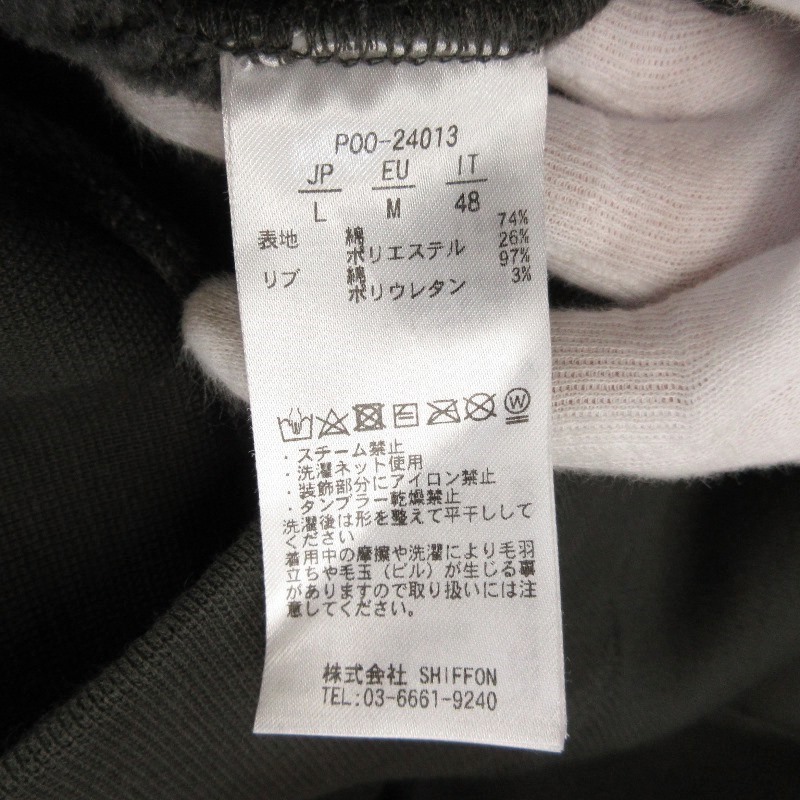 P00-24013
JP EU IT
L M 48
表地 綿 74%
ポリエステル 26%
リブ 綿 97%
ポリウレタン 3%
W
・スチーム禁止
・洗濯ネット使用
・装飾部分にアイロン禁止
・タンブラー乾燥禁止
洗濯後は形を整えて平干しして
ください
着用中の摩擦や洗濯により毛羽
立ちや毛玉（ピル）が生じる事
がありますので取り扱いには注
意してください。
株式会社 SHIFFON
TEL:03-6661-9240